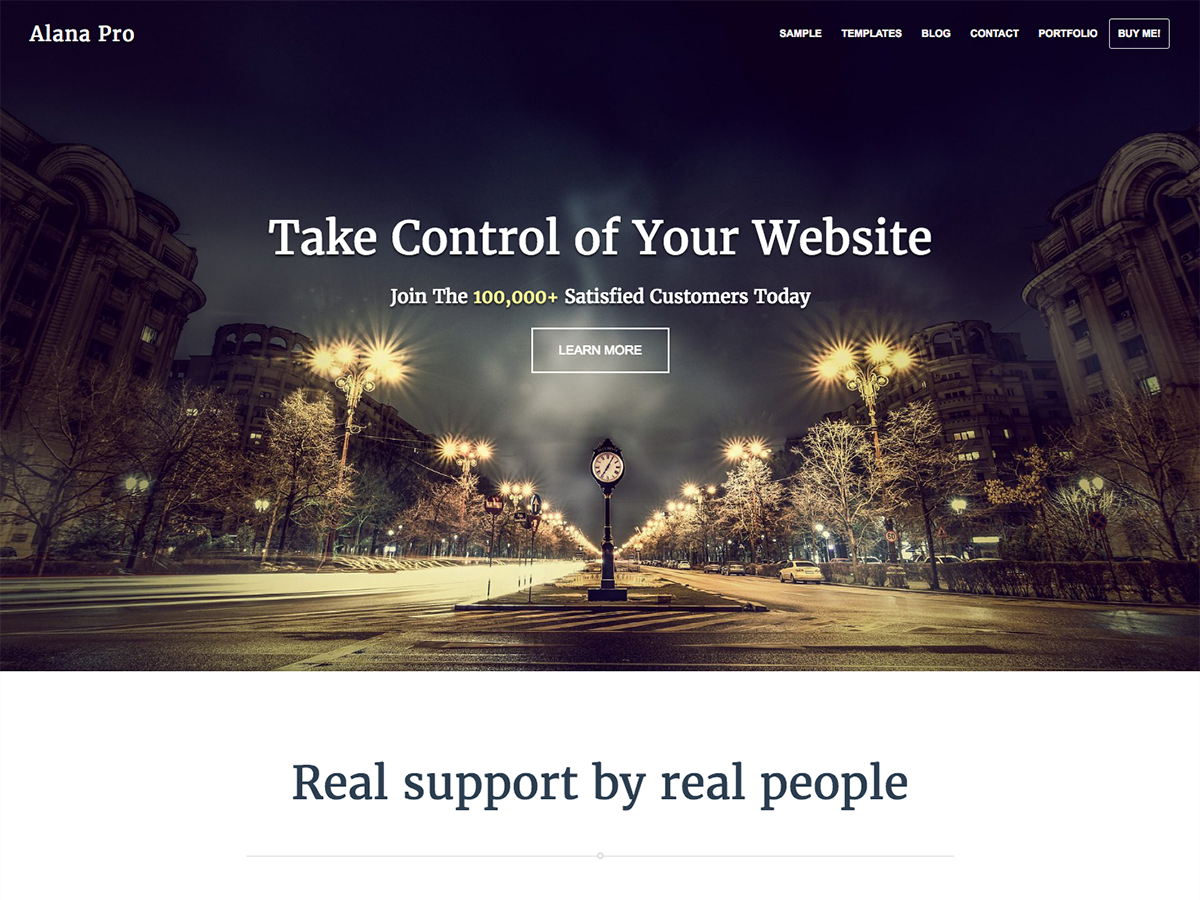 Alana Pro
SAMPLE TEMPLATES BLOG CONTACT PORTFOLIO BUY ME!
Take Control of Your Website
Join The 100,000+ Satisfied Customers Today
LEARN MORE
60
Real support by real people